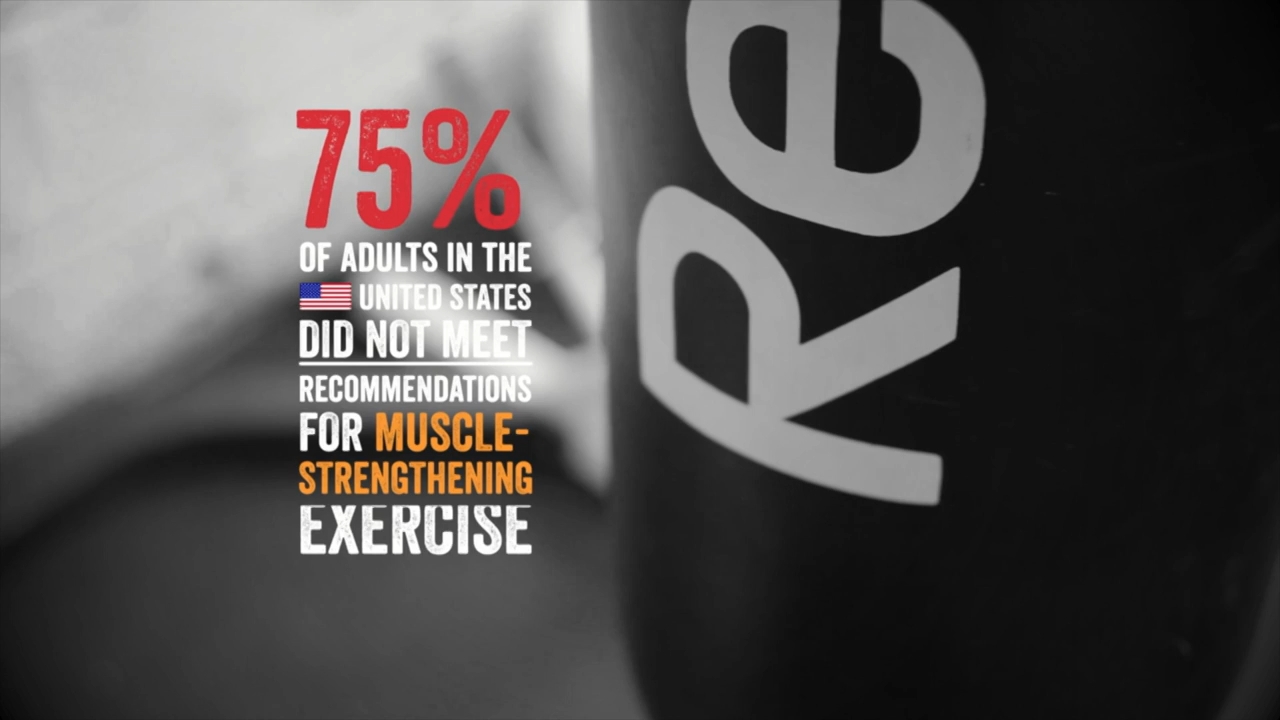 75%
OF ADULTS IN THE
UNITED STATES
DID NOT MEET
RECOMMENDATIONS
FOR MUSCLE-
STRENGTHENING
EXERCISE
Re